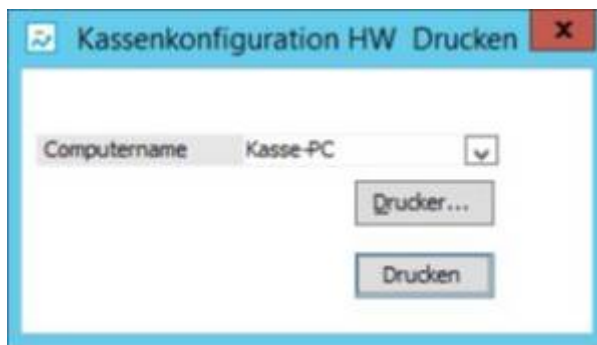 Kassenkonfiguration HW Drucken
Computername Kasse-PC
Drucker...
Drucken